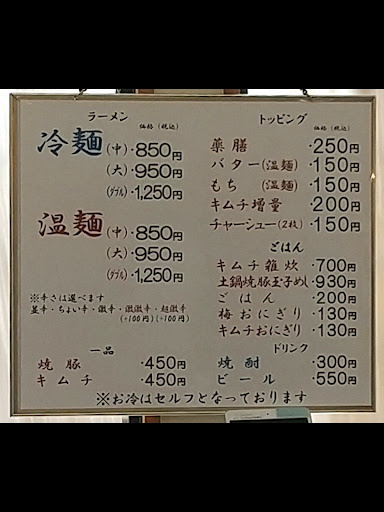 ラーメン
価格(税込)
冷麺 (中)・850円
(大)・950円
(ダブル)・1,250円
温麺 (中)・850円
(大)・950円
(ダブル)・1,250円
※辛さは選べます
並辛・ちょい辛・激辛・激激辛・超激辛
(+100円)(+100円)
一品
焼豚 ・450円
キムチ ・450円
トッピング
価格(税込)
薬膳 ・250円
バター(温麺)・150円
もち (温麺)・150円
キムチ増量 ・200円
チャーシュー(2枚)・150円
ごはん
キムチ雑炊 ・700円
土鍋焼豚玉子めし・930円
ごはん ・200円
梅おにぎり ・130円
キムチおにぎり・130円
ドリンク
焼酎 ・300円
ビール ・550円
※お冷はセルフとなっております